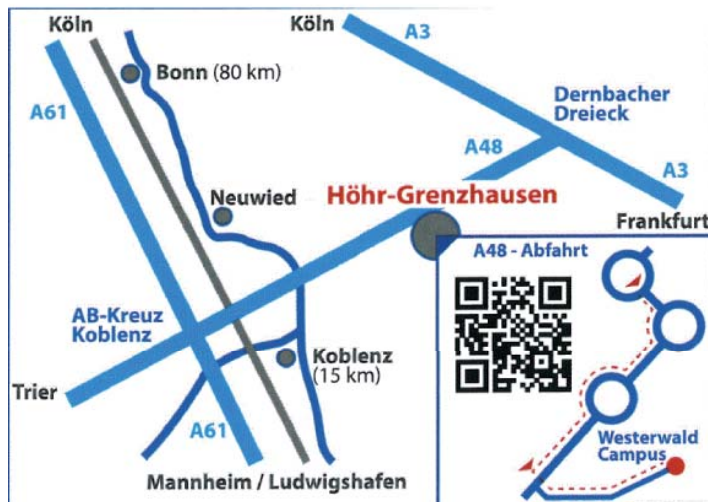 Köln
Köln
A3
Bonn (80 km)
A61
Dernbacher
Dreieck
A48
A3
Neuwied
Höhr-Grenzhausen
Frankfurt
A48 - Abfahrt
AB-Kreuz
Koblenz
Koblenz
(15 km)
Trier
A61
Westerwald
Campus
Mannheim / Ludwigshafen